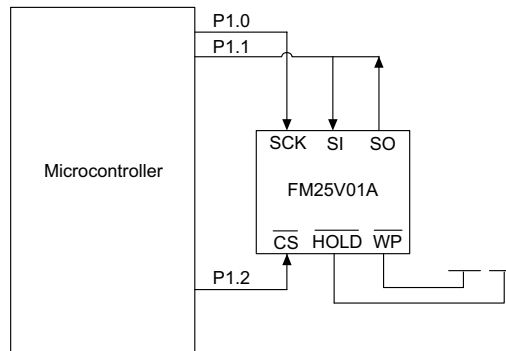 P1.0
P1.1
SCK SI SO
Microcontroller
FM25V01A
CS HOLD WP
P1.2